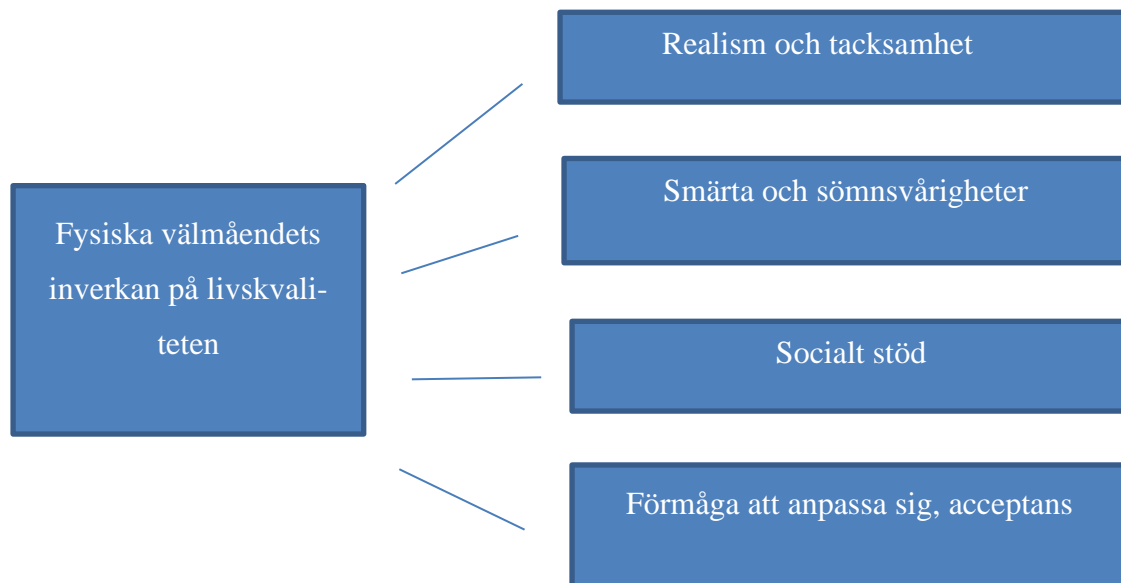 Realism och tacksamhet
Smärta och sömnsvårigheter
Fysiska välmåendets
inverkan på livskvali-
teten
Socialt stöd
Förmåga att anpassa sig, acceptans